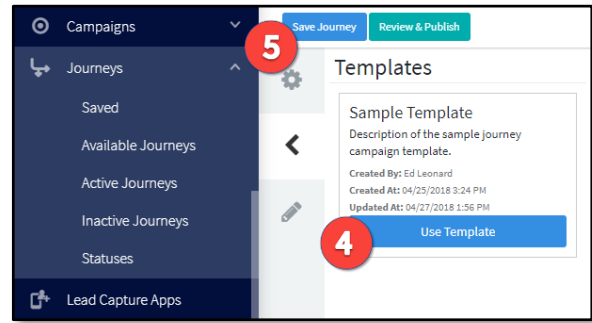 Campaigns
Journeys
Saved
Available Journeys
Active Journeys
Inactive Journeys
Statuses
Lead Capture Apps
5
Save Journey
Review & Publish
Templates
Sample Template
Description of the sample journey
campaign template.
Created By: Ed Leonard
Created At: 04/25/2018 3:24 PM
Updated At: 04/27/2018 1:56 PM
4
Use Template